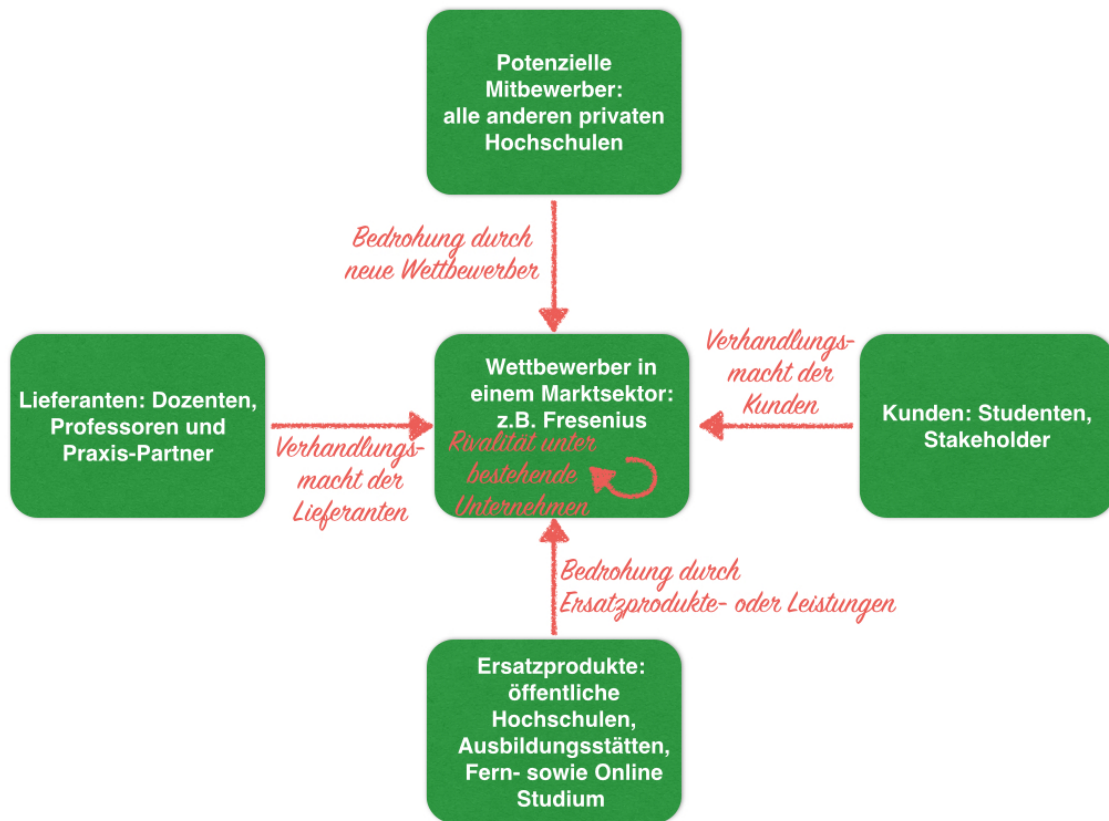 Potenzielle
Mitbewerber:
alle anderen privaten
Hochschulen
Bedrohung durch
neue Wettbewerber
Lieferanten: Dozenten,
Professoren und
Praxis-Partner
Verhandlungs-
macht der
Lieferanten
Wettbewerber in
einem Marktsektor:
z.B. Fresenius
Rivalität unter
bestehende
Unternehmen
Verhandlungs-
macht der
Kunden
Kunden: Studenten,
Stakeholder
Bedrohung durch
Ersatzprodukte- oder Leistungen
Ersatzprodukte:
öffentliche
Hochschulen,
Ausbildungsstätten,
Fern- sowie Online
Studium